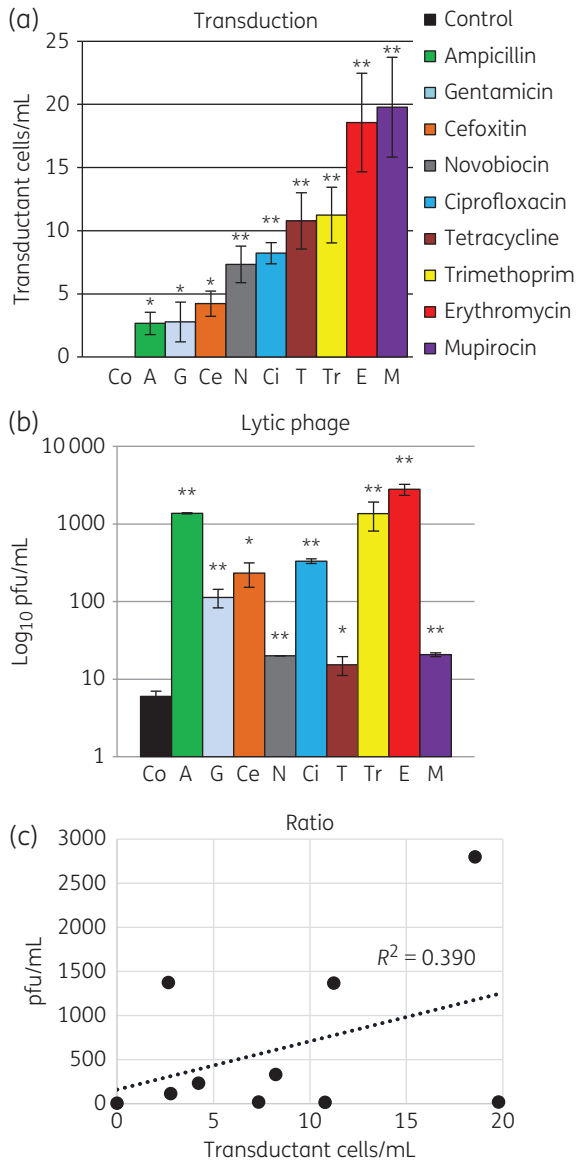 (a)
Transduction
Transductant cells/mL
25
20
15
10
5
0
**
**
**
**
**
**
*
*
*
Co A G Ce N Ci T Tr E M
Control
Ampicillin
Gentamicin
Cefoxitin
Novobiocin
Ciprofloxacin
Tetracycline
Trimethoprim
Erythromycin
Mupirocin
(b)
Lytic phage
Log10 pfu/mL
10 000
1000
100
10
1
**
**
*
**
**
*
**
**
**
Co A G Ce N Ci T Tr E M
(c)
Ratio
pfu/mL
3000
2500
2000
1500
1000
500
0
R² = 0.390
0 5 10 15 20
Transductant cells/mL